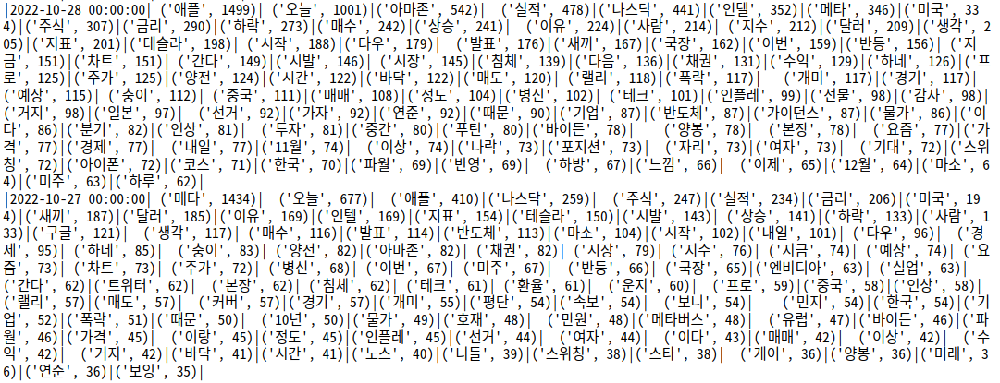 |2022-10-28 00:00:00| ('애플', 1499)| ('오늘', 1001)|('아마존', 542)| ('실적', 478)|('나스닥', 441)|('인텔', 352)|('메타', 346)|('미국', 33
4)|('주식', 307)|('금리', 290)|('하락', 273)|('매수', 242)|('상승', 241)| ('이유', 224)|('사람', 214)| ('지수', 212)|('달러', 209)|('생각', 2
05)|('지표', 201)|('테슬라', 198)| ('시작', 188)|('다우', 179)| ('발표', 176)|('새끼', 167)|('국장', 162)|('이번', 159)|('반등', 156)| ('지
금', 151)|('차트', 151)| ('간다', 149)|('시발', 146)| ('시장', 145)|('침체', 139)|('다음', 136)|('채권', 131)|('수익', 129)|('하네', 126)|('프
로', 125)|('주가', 125)|('양전', 124)|('시간', 122)|('바닥', 122)|('매도', 120)| ('랠리', 118)|('폭락', 117)| ('개미', 117)|('경기', 117)|
('예상', 115)| ('충이', 112)| ('중국', 111)|('매매', 108)|('정도', 104)|('병신', 102)| ('테크', 101)|('인플레', 99)|('선물', 98)|('감사', 98)|
('거지', 98)|('일본', 97)| ('선거', 92)|('가자', 92)|('연준', 92)|('때문', 90)|('기업', 87)|('반도체', 87)|('가이던스', 87)|('물가', 86)|('이
다', 86)|('분기', 82)|('인상', 81)| ('투자', 81)|('중간', 80)|('푸틴', 80)|('바이든', 78)| ('양봉', 78)| ('본장', 78)| ('요즘', 77)|('가
격', 77)|('경제', 77)| ('내일', 77)|('11월', 74)| ('이상', 74)|('나락', 73)|('포지션', 73)| ('자리', 73)|('여자', 73)| ('기대', 72)|('스위
칭', 72)|('아이폰', 72)|('코스', 71)|('한국', 70)|('파월', 69)|('반영', 69)| ('하방', 67)|('느낌', 66)| ('이제', 65)|('12월', 64)|('마소', 6
4)|('미주', 63)|('하루', 62)|
|2022-10-27 00:00:00| ('메타', 1434)| ('오늘', 677)| ('애플', 410)|('나스닥', 259)| ('주식', 247)|('실적', 234)|('금리', 206)|('미국', 19
4)|('새끼', 187)|('달러', 185)|('이유', 169)|('인텔', 169)|('지표', 154)|('테슬라', 150)|('시발', 143)| ('상승', 141)|('하락', 133)|('사람', 1
33)|('구글', 121)| ('생각', 117)| ('매수', 116)|('발표', 114)|('반도체', 113)|('마소', 104)|('시작', 102)|('내일', 101)| ('다우', 96)| ('경
제', 95)|('하네', 85)| ('충이', 83)| ('양전', 82)|('아마존', 82)|('채권', 82)|('시장', 79)| ('지수', 76)|('지금', 74)| ('예상', 74)| ('요
즘', 73)|('차트', 73)|('주가', 72)|('병신', 68)|('이번', 67)| ('미주', 67)| ('반등', 66)|('국장', 65)|('엔비디아', 63)| ('실업', 63)|
('간다', 62)|('트위터', 62)| ('본장', 62)| ('침체', 62)|('테크', 61)|('환율', 61)| ('운지', 60)| ('프로', 59)|('중국', 58)|('인상', 58)|
('랠리', 57)|('매도', 57)| ('커버', 57)|('경기', 57)|('개미', 55)|('평단', 54)|('속보', 54)| ('보니', 54)| ('민지', 54)|('한국', 54)|('기
업', 52)|('폭락', 51)|('때문', 50)| ('10년', 50)|('물가', 49)|('호재', 48)| ('만원', 48)|('메타버스', 48)| ('유럽', 47)|('바이든', 46)|('파
월', 46)|('가격', 45)| ('이랑', 45)|('정도', 45)|('인플레', 45)|('선거', 44)| ('여자', 44)| ('이다', 43)|('매매', 42)| ('이상', 42)| ('수
익', 42)| ('거지', 42)|('바닥', 41)|('시간', 41)|('노스', 40)|('니들', 39)|('스위칭', 38)|('스타', 38)| ('게이', 36)|('양봉', 36)|('미래', 3
6)|('연준', 36)|('보잉', 35)|